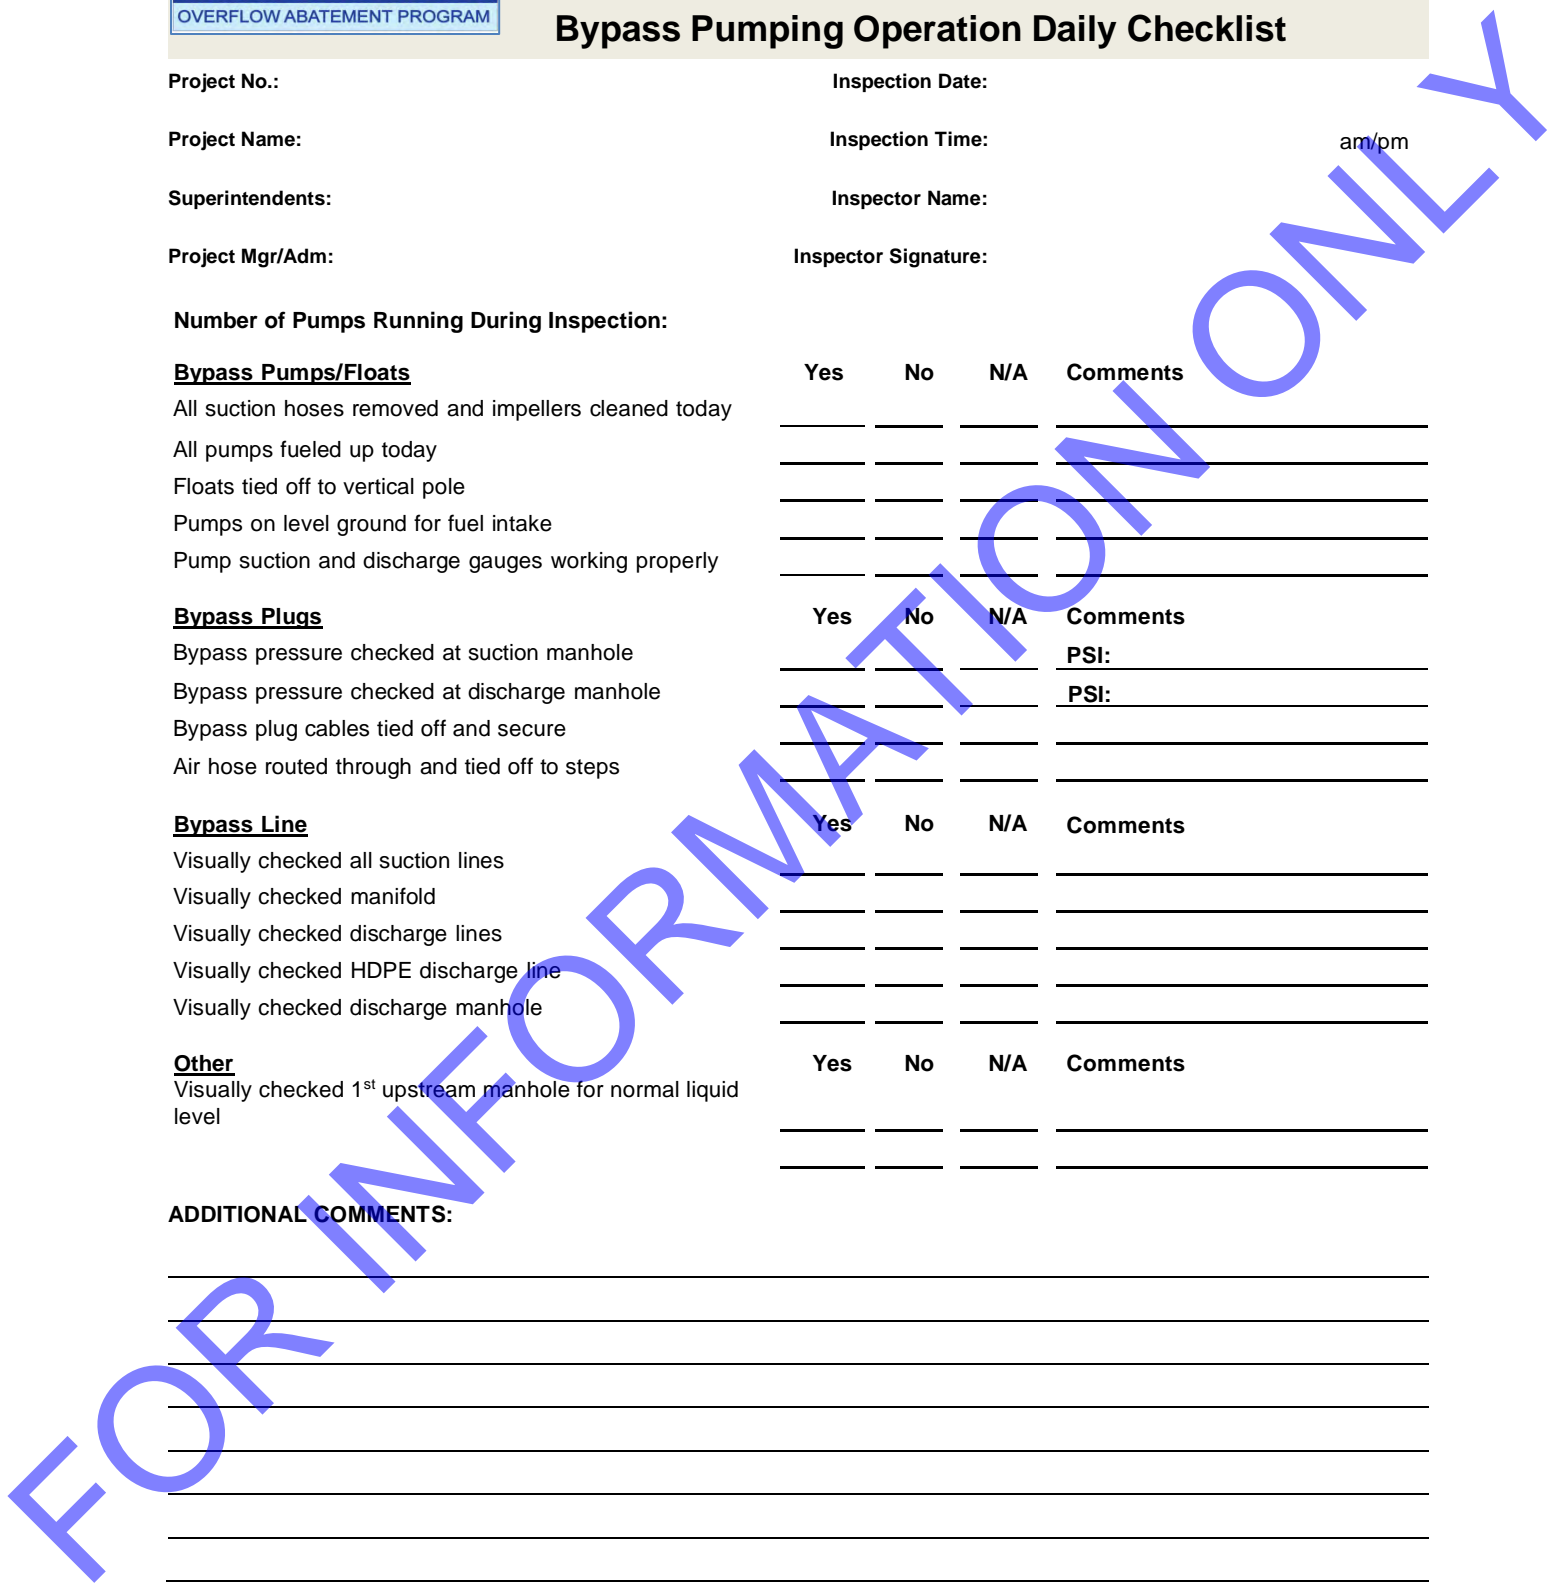 OVERFLOW ABATEMENT PROGRAM
Bypass Pumping Operation Daily Checklist
Project No.: Inspection Date:
Project Name: Inspection Time: am/pm
Superintendents: Inspector Name:
Project Mgr/Adm: Inspector Signature:
Number of Pumps Running During Inspection:
Bypass Pumps/Floats Yes No N/A Comments
All suction hoses removed and impellers cleaned today
All pumps fueled up today
Floats tied off to vertical pole
Pumps on level ground for fuel intake
Pump suction and discharge gauges working properly
Bypass Plugs Yes No N/A Comments
Bypass pressure checked at suction manhole PSI:
Bypass pressure checked at discharge manhole PSI:
Bypass plug cables tied off and secure
Air hose routed through and tied off to steps
Bypass Line Yes No N/A Comments
Visually checked all suction lines
Visually checked manifold
Visually checked discharge lines
Visually checked HDPE discharge line
Visually checked discharge manhole
Other Yes No N/A Comments
Visually checked 1st upstream manhole for normal liquid
level
ADDITIONAL COMMENTS:
FOR INFORMATION ONLY